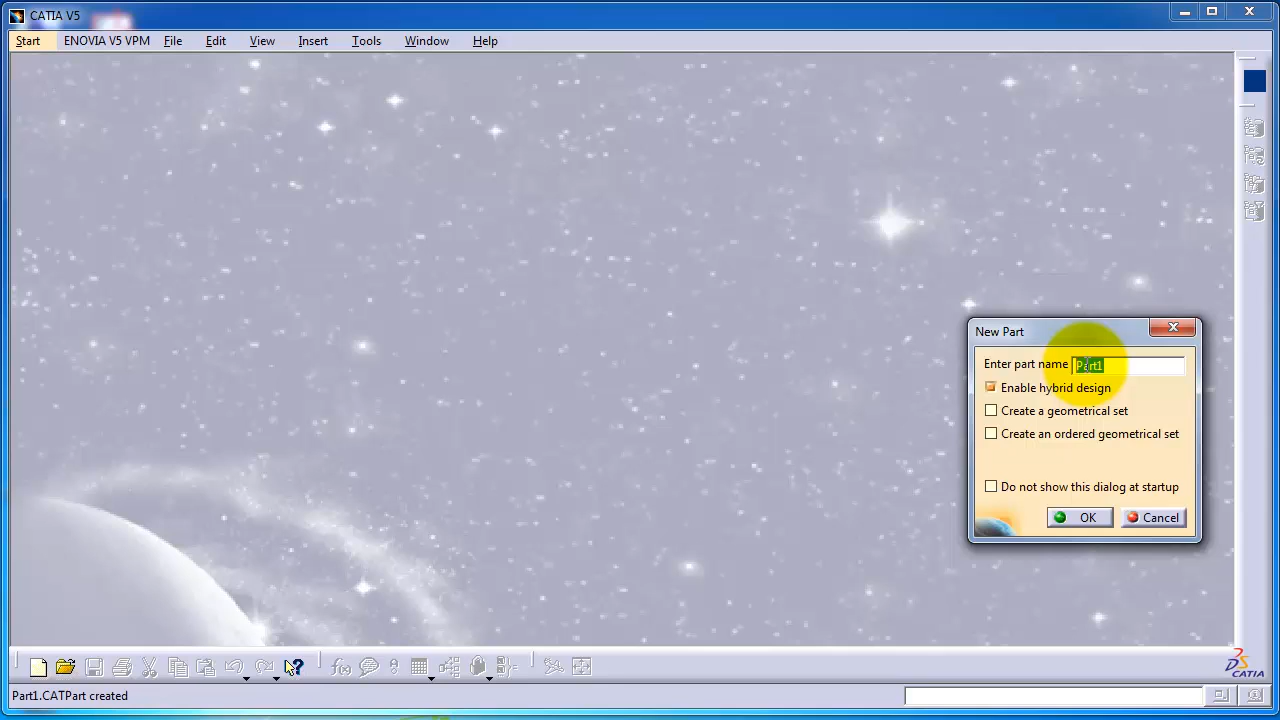 CATIA V5
Start ENOVIA V5 VPM File Edit View Insert Tools Window Help
New Part
Enter part name Part1
Enable hybrid design
Create a geometrical set
Create an ordered geometrical set
Do not show this dialog at startup
OK Cancel
CATIA
Part1.CATPart created